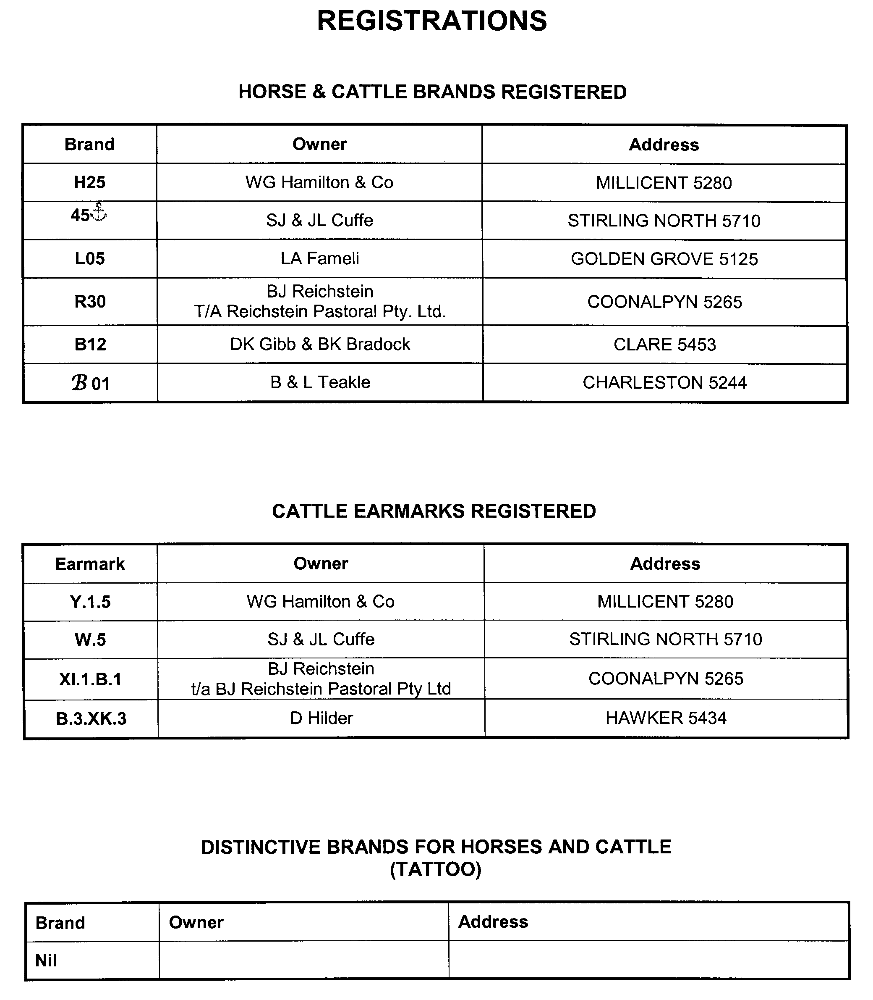 REGISTRATIONS
HORSE & CATTLE BRANDS REGISTERED
Brand Owner Address
H25 WG Hamilton & Co MILLICENT 5280
45⚓ SJ & JL Cuffe STIRLING NORTH 5710
L05 LA Fameli GOLDEN GROVE 5125
R30 BJ Reichstein COONALPYN 5265
T/A Reichstein Pastoral Pty. Ltd.
B12 DK Gibb & BK Bradock CLARE 5453
ℬ 01 B & L Teakle CHARLESTON 5244
CATTLE EARMARKS REGISTERED
Earmark Owner Address
Y.1.5 WG Hamilton & Co MILLICENT 5280
W.5 SJ & JL Cuffe STIRLING NORTH 5710
XI.1.B.1 BJ Reichstein COONALPYN 5265
t/a BJ Reichstein Pastoral Pty Ltd
B.3.XK.3 D Hilder HAWKER 5434
DISTINCTIVE BRANDS FOR HORSES AND CATTLE
(TATTOO)
Brand Owner Address
Nil